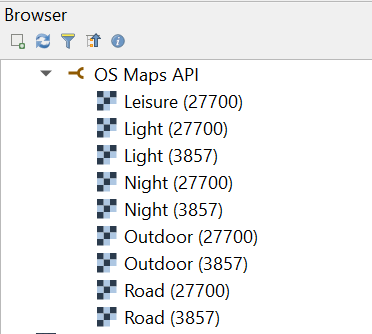 Browser
OS Maps API
Leisure (27700)
Light (27700)
Light (3857)
Night (27700)
Night (3857)
Outdoor (27700)
Outdoor (3857)
Road (27700)
Road (3857)